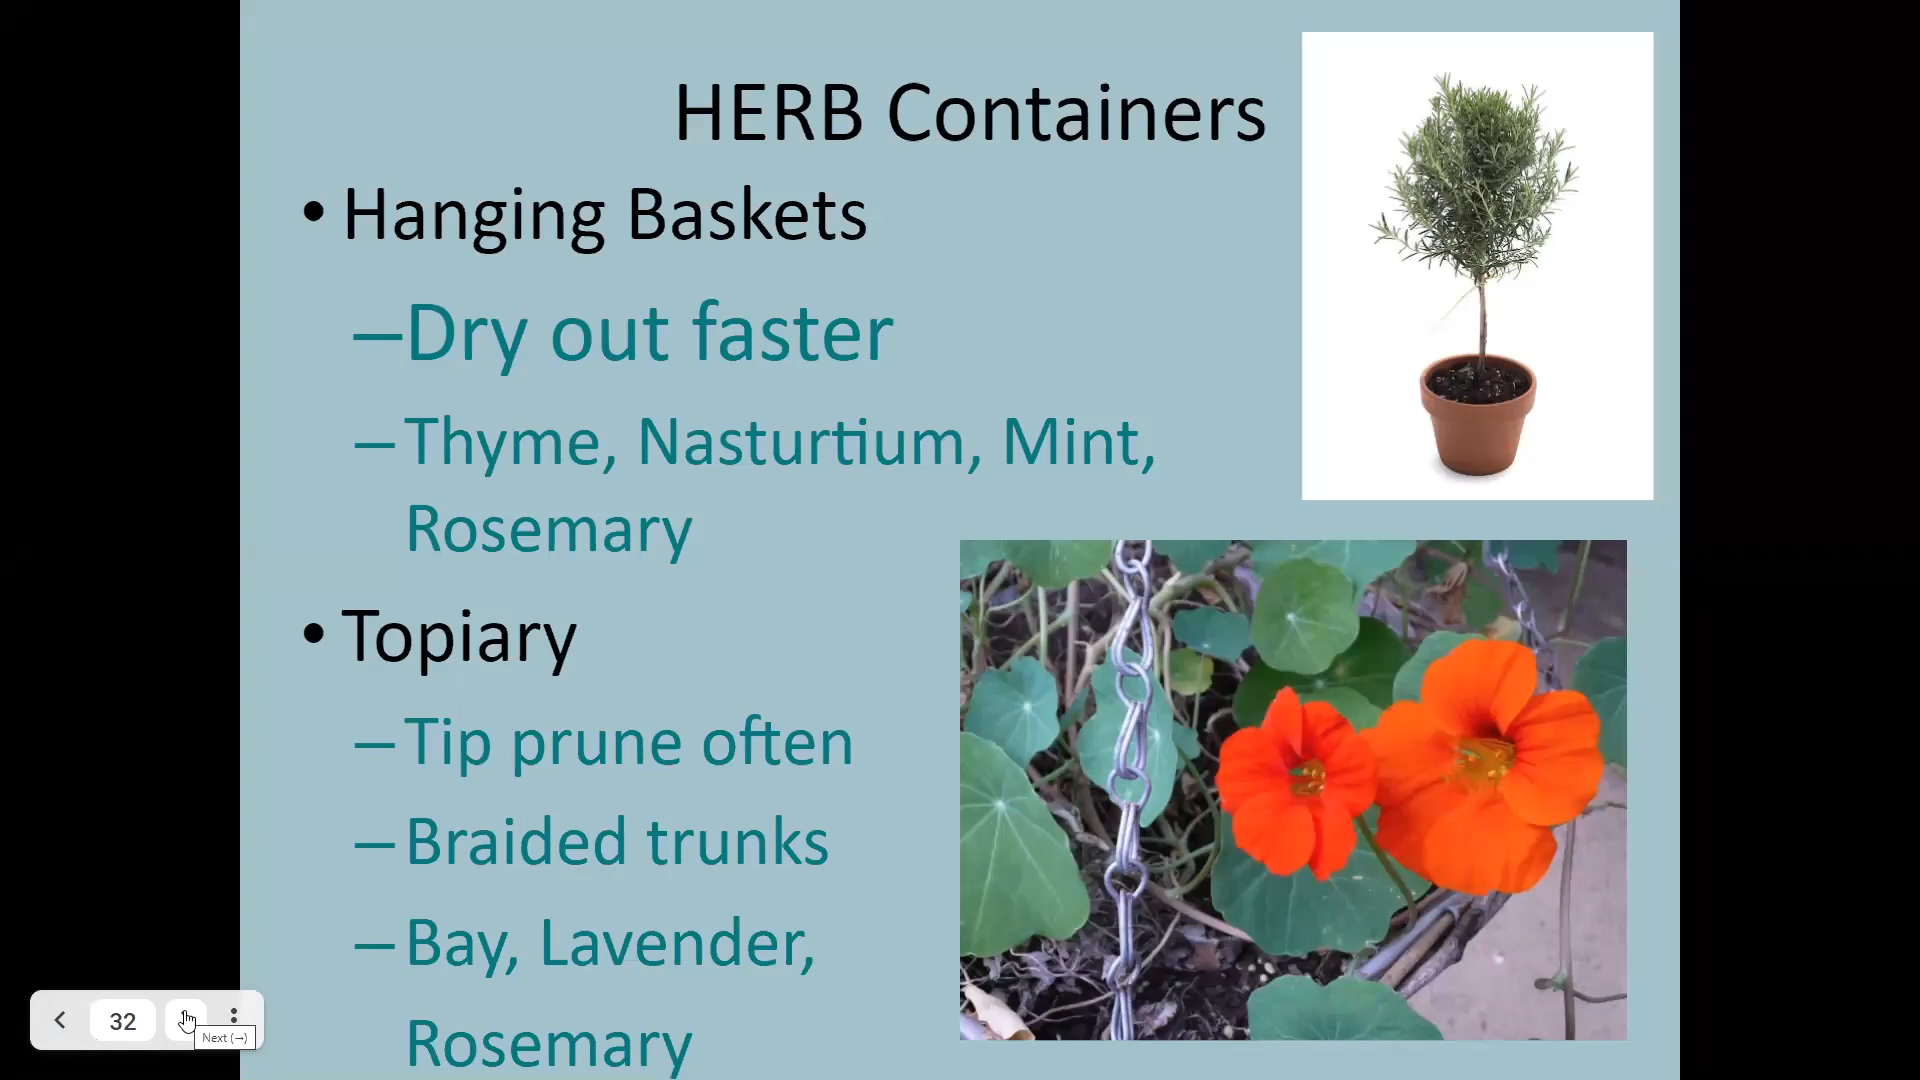 HERB Containers
• Hanging Baskets
–Dry out faster
–Thyme, Nasturtium, Mint,
Rosemary
• Topiary
–Tip prune often
–Braided trunks
–Bay, Lavender,
Rosemary
32
Next (→)